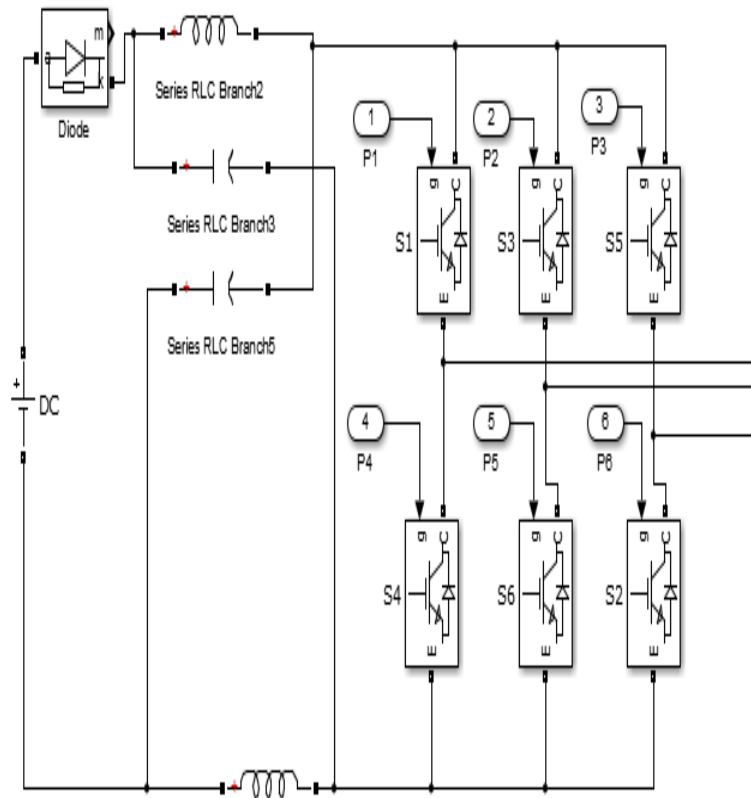 m
a
k
Diode
Series RLC Branch2
Series RLC Branch3
Series RLC Branch5
+
DC
1
P1
2
P2
3
P3
g C
S1
E
g C
S3
E
g C
S5
E
4
P4
5
P5
6
P6
g C
S4
E
g C
S6
E
g C
S2
E